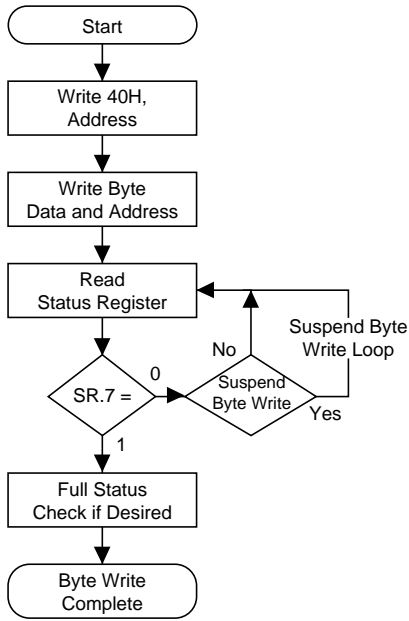 Start
Write 40H,
Address
Write Byte
Data and Address
Read
Status Register
Suspend Byte
Write Loop
No
0
SR.7 =
Suspend
Byte Write
Yes
1
Full Status
Check if Desired
Byte Write
Complete